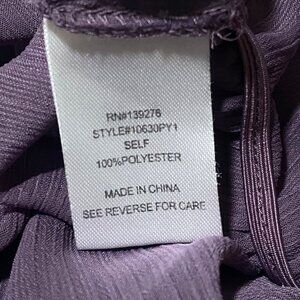 RN#139276
STYLE#10630PY1
SELF
100%POLYESTER
MADE IN CHINA
SEE REVERSE FOR CARE